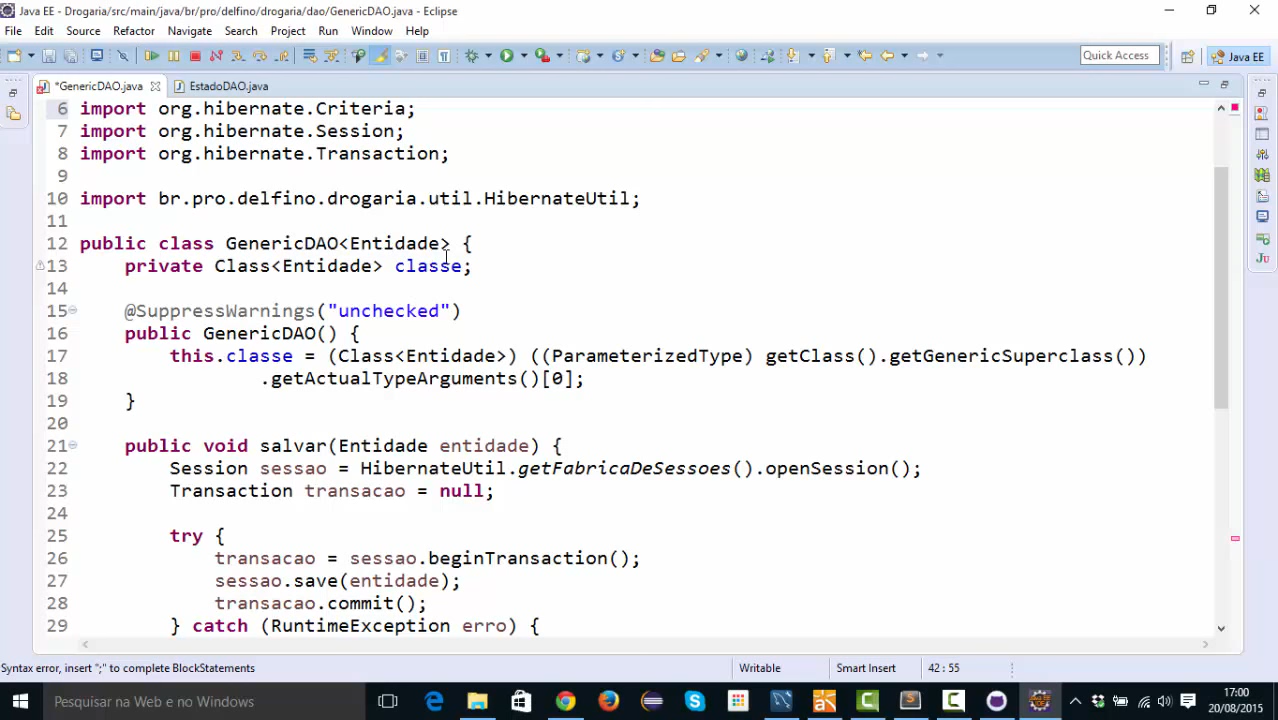 Java EE - Drogaria/src/main/java/br/pro/delfino/drogaria/dao/GenericDAO.java - Eclipse
File Edit Source Refactor Navigate Search Project Run Window Help
Quick Access
Java EE
*GenericDAO.java
EstadoDAO.java
6 import org.hibernate.Criteria;
7 import org.hibernate.Session;
8 import org.hibernate.Transaction;
9
10 import br.pro.delfino.drogaria.util.HibernateUtil;
11
12 public class GenericDAO<Entidade> {
13 private Class<Entidade> classe;
14
15 @SuppressWarnings("unchecked")
16 public GenericDAO() {
17 this.classe = (Class<Entidade>) ((ParameterizedType) getClass().getGenericSuperclass())
18 .getActualTypeArguments()[0];
19 }
20
21 public void salvar(Entidade entidade) {
22 Session sessao = HibernateUtil.getFabricaDeSessoes().openSession();
23 Transaction transacao = null;
24
25 try {
26 transacao = sessao.beginTransaction();
27 sessao.save(entidade);
28 transacao.commit();
29 } catch (RuntimeException erro) {
Syntax error, insert ";" to complete BlockStatements
Writable
Smart Insert
42 : 55
Pesquisar na Web e no Windows
17:00
20/08/2015